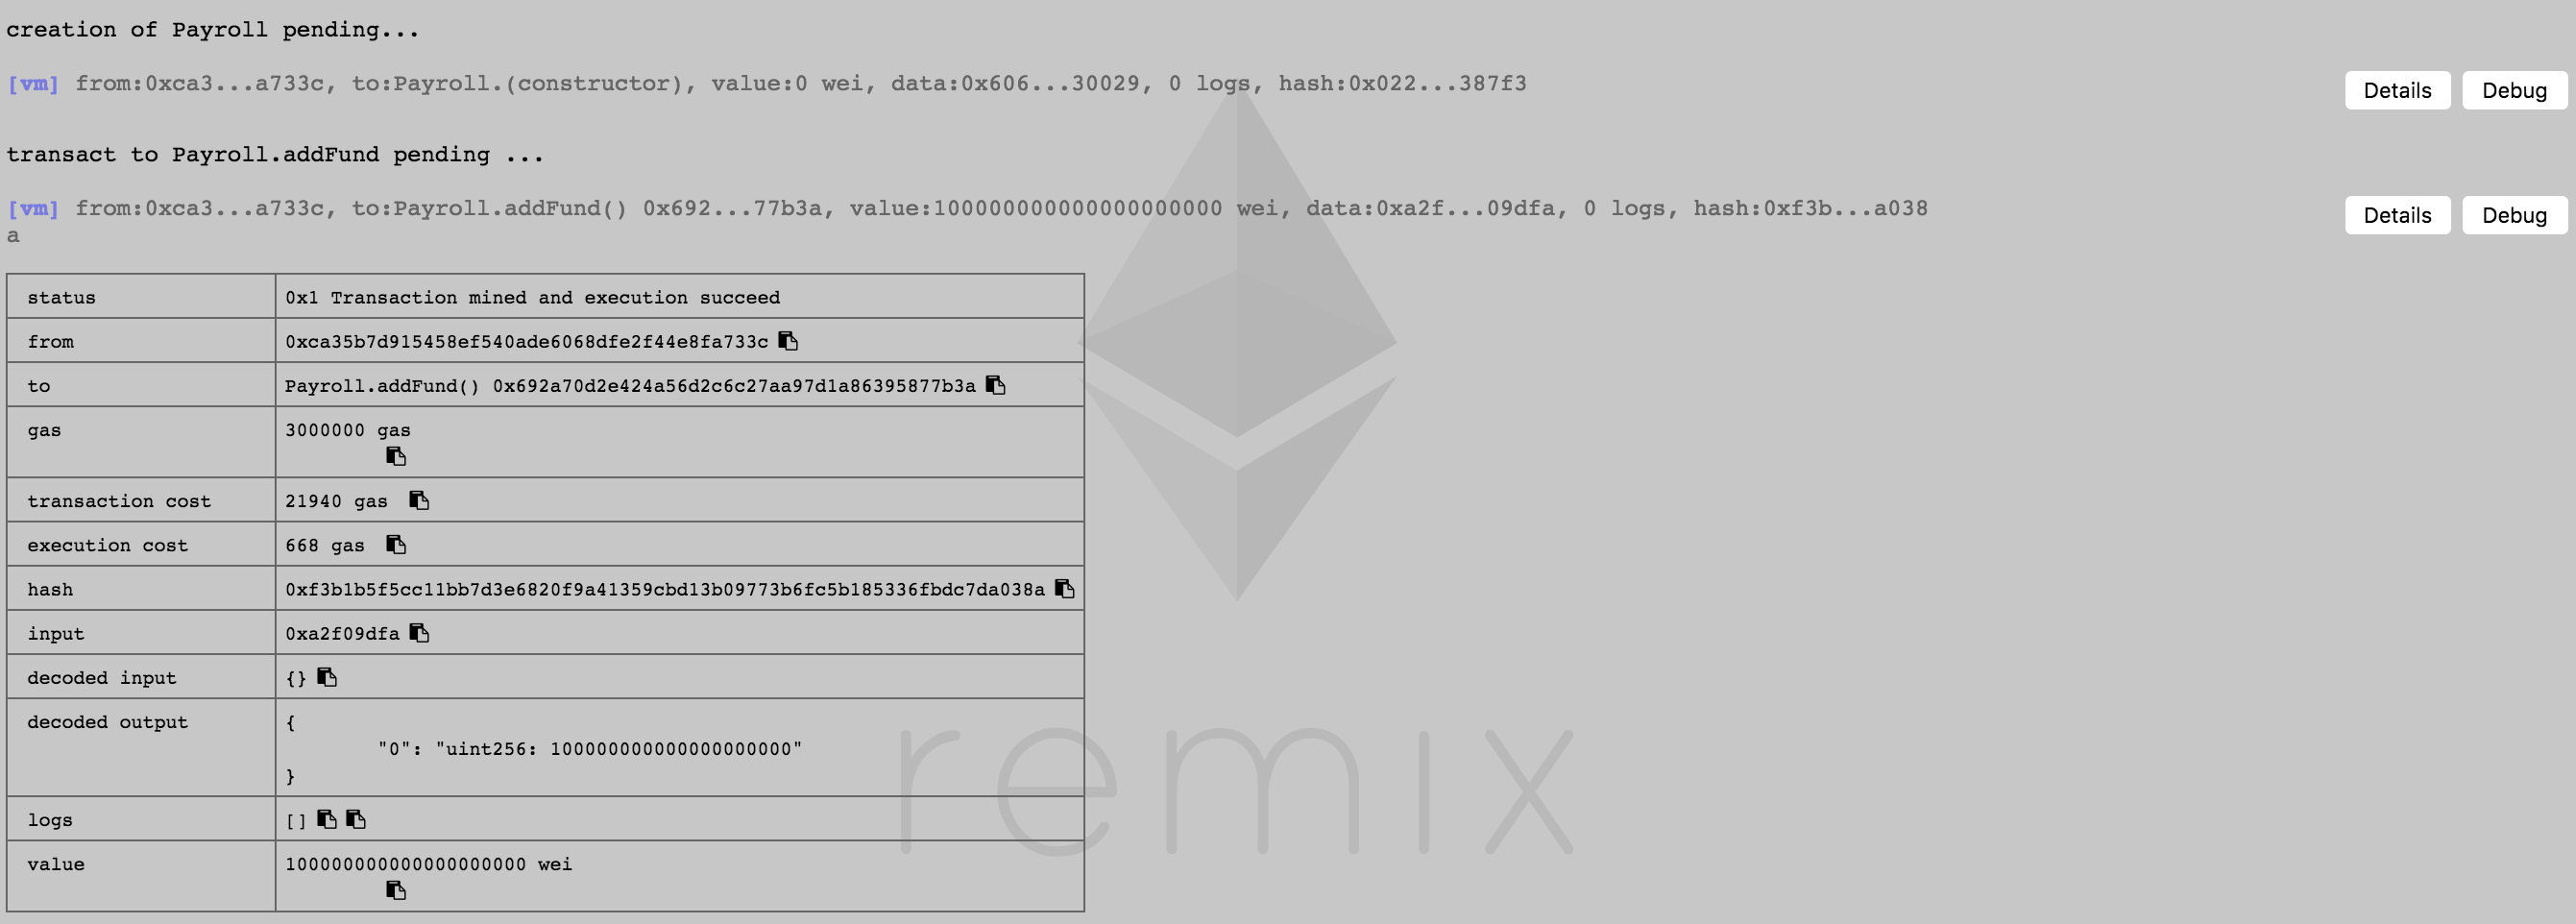 creation of Payroll pending...
[vm] from:0xca3...a733c, to:Payroll.(constructor), value:0 wei, data:0x606...30029, 0 logs, hash:0x022...387f3
Details
Debug
transact to Payroll.addFund pending ...
[vm] from:0xca3...a733c, to:Payroll.addFund() 0x692...77b3a, value:100000000000000000000 wei, data:0xa2f...09dfa, 0 logs, hash:0xf3b...a038
a
Details
Debug
status 0x1 Transaction mined and execution succeed
from 0xca35b7d915458ef540ade6068dfe2f44e8fa733c
to Payroll.addFund() 0x692a70d2e424a56d2c6c27aa97d1a86395877b3a
gas 3000000 gas
transaction cost 21940 gas
execution cost 668 gas
hash 0xf3b1b5f5cc11bb7d3e6820f9a41359cbd13b09773b6fc5b185336fbdc7da038a
input 0xa2f09dfa
decoded input {}
decoded output {
"0": "uint256: 100000000000000000000"
}
logs []
value 100000000000000000000 wei
remix